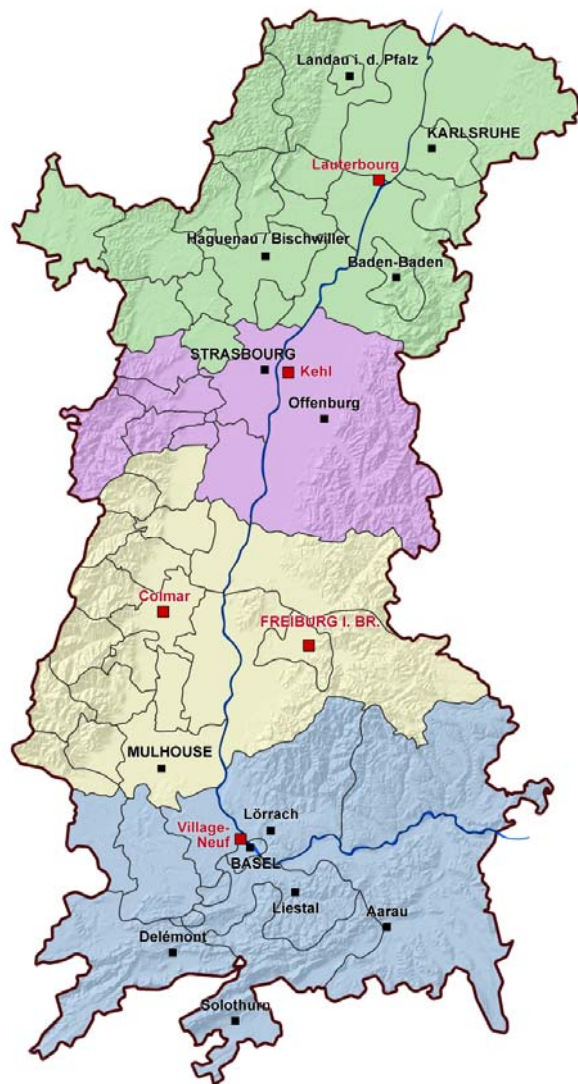 Landau i. d. Pfalz
KARLSRUHE
Lauterbourg
Haguenau / Bischwiller
Baden-Baden
STRASBOURG
Kehl
Offenburg
Colmar
FREIBURG I. BR.
MULHOUSE
Lörrach
Village-
Neuf
BASEL
Liestal
Aarau
Delémont
Solothurn